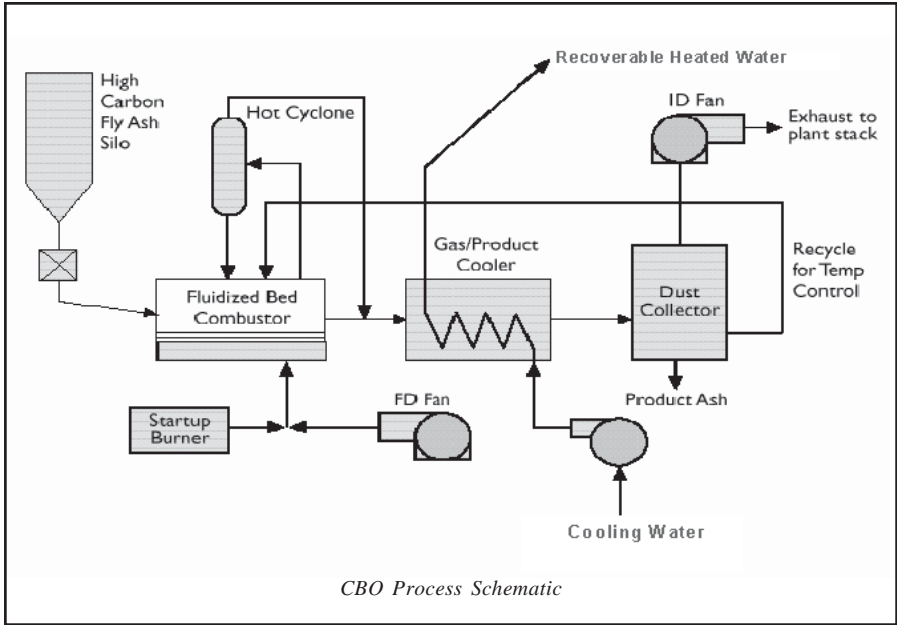 Recoverable Heated Water
High
Carbon
Fly Ash
Silo
Hot Cyclone
ID Fan
Exhaust to
plant stack
Gas/Product
Cooler
Recycle
for Temp
Control
Fluidized Bed
Combustor
Dust
Collector
Product Ash
FD Fan
Startup
Burner
Cooling Water
CBO Process Schematic